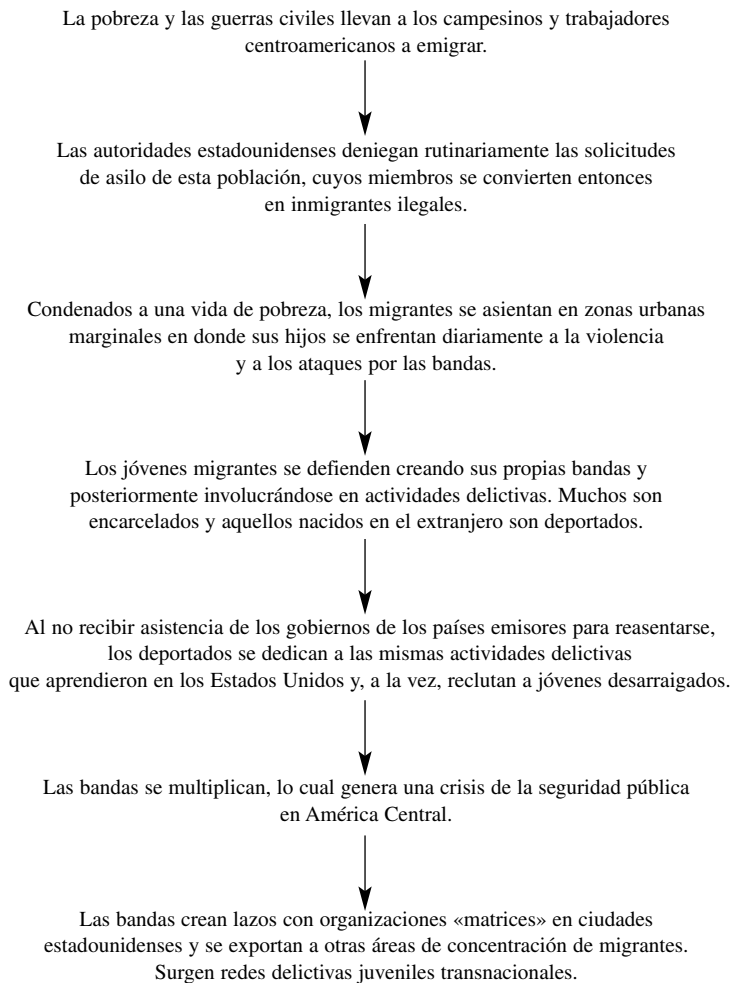 La pobreza y las guerras civiles llevan a los campesinos y trabajadores
centroamericanos a emigrar.
Las autoridades estadounidenses deniegan rutinariamente las solicitudes
de asilo de esta población, cuyos miembros se convierten entonces
en inmigrantes ilegales.
Condenados a una vida de pobreza, los migrantes se asientan en zonas urbanas
marginales en donde sus hijos se enfrentan diariamente a la violencia
y a los ataques por las bandas.
Los jóvenes migrantes se defienden creando sus propias bandas y
posteriormente involucrándose en actividades delictivas. Muchos son
encarcelados y aquellos nacidos en el extranjero son deportados.
Al no recibir asistencia de los gobiernos de los países emisores para reasentarse,
los deportados se dedican a las mismas actividades delictivas
que aprendieron en los Estados Unidos y, a la vez, reclutan a jóvenes desarraigados.
Las bandas se multiplican, lo cual genera una crisis de la seguridad pública
en América Central.
Las bandas crean lazos con organizaciones «matrices» en ciudades
estadounidenses y se exportan a otras áreas de concentración de migrantes.
Surgen redes delictivas juveniles transnacionales.